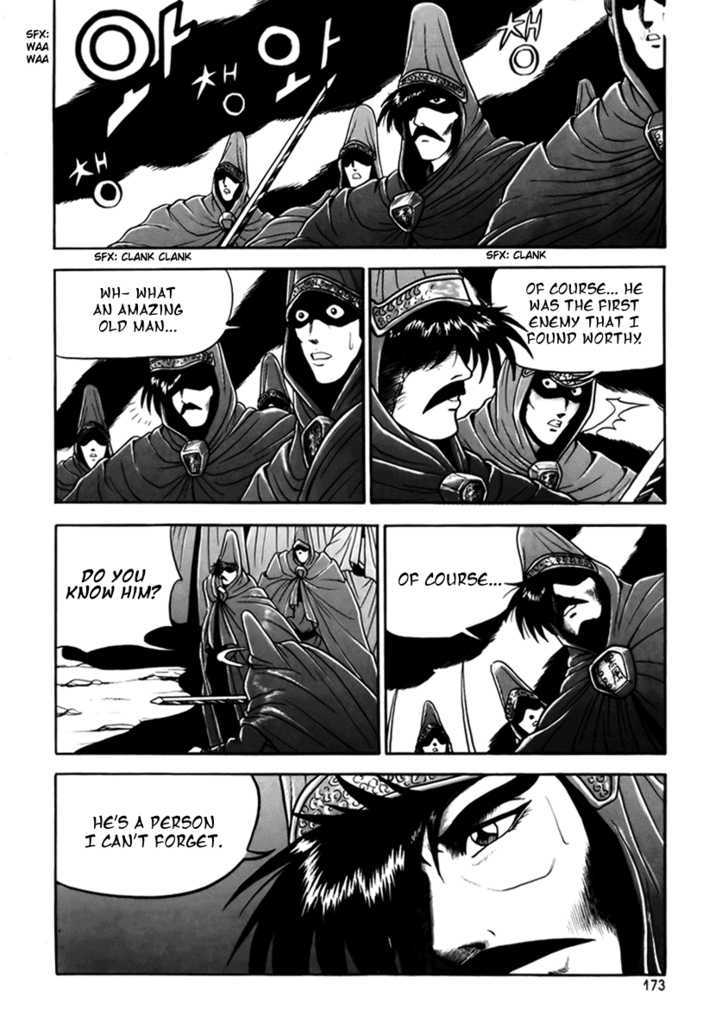 SFX:
WAA
WAA
와
아
챙
챙
챙
SFX: CLANK CLANK
SFX: CLANK
WH- WHAT
AN AMAZING
OLD MAN...
OF COURSE... HE
WAS THE FIRST
ENEMY THAT I
FOUND WORTHY.
DO YOU
KNOW HIM?
OF COURSE...
HE'S A PERSON
I CAN'T FORGET.
173